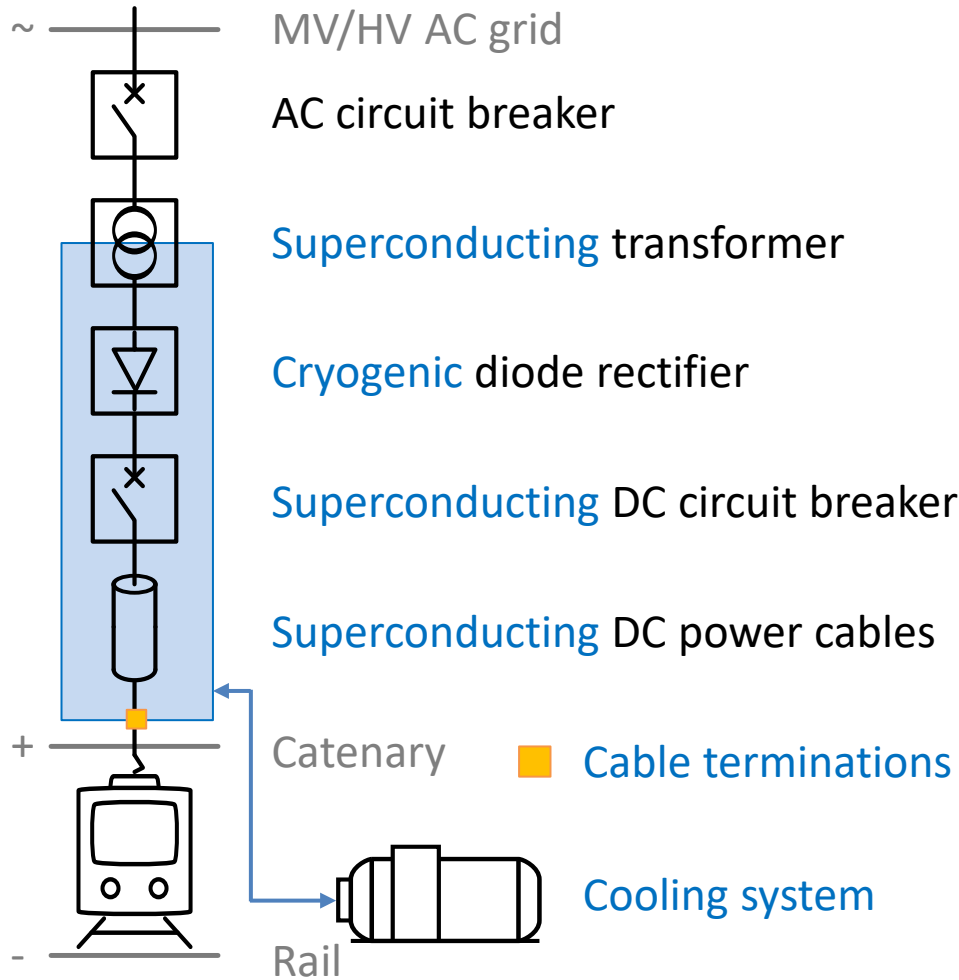 ~ MV/HV AC grid
AC circuit breaker
Superconducting transformer
Cryogenic diode rectifier
Superconducting DC circuit breaker
Superconducting DC power cables
+ Catenary
Cable terminations
Cooling system
- Rail